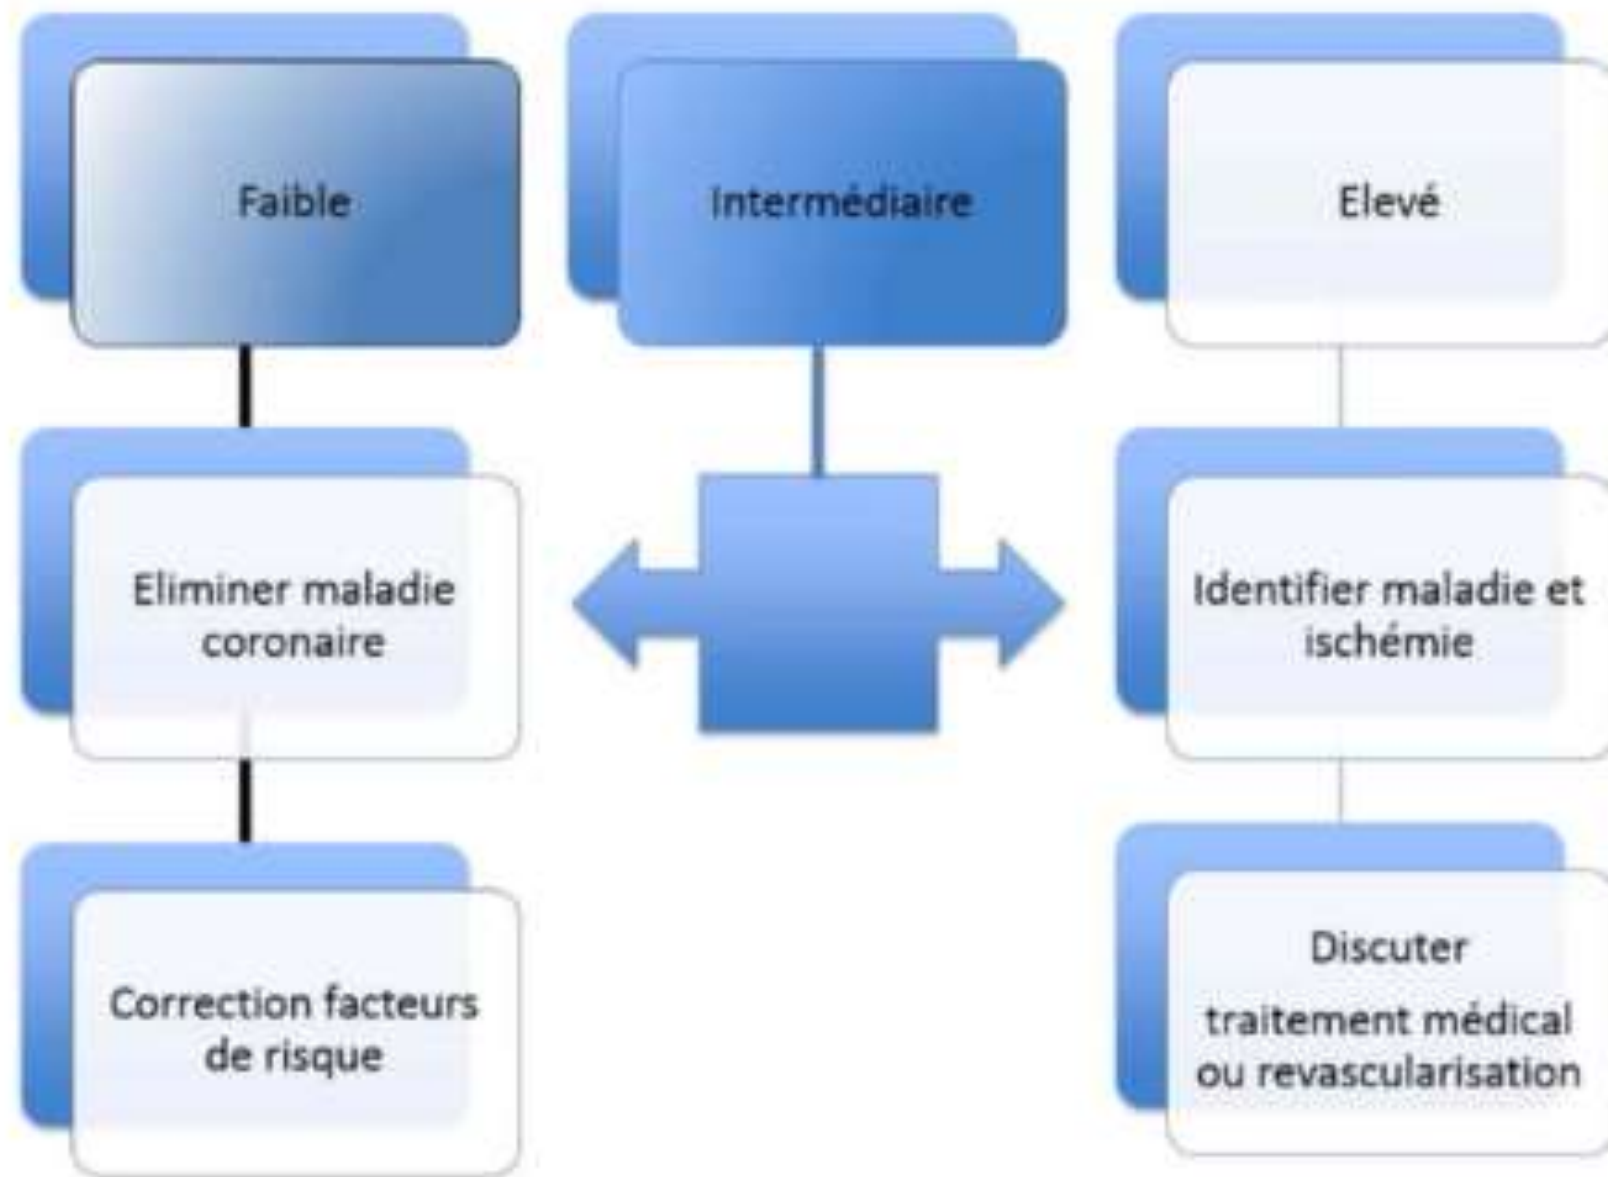 Faible
Intermédiaire
Elevé
Eliminer maladie
coronaire
Identifier maladie et
ischémie
Correction facteurs
de risque
Discuter
traitement médical
ou revascularisation